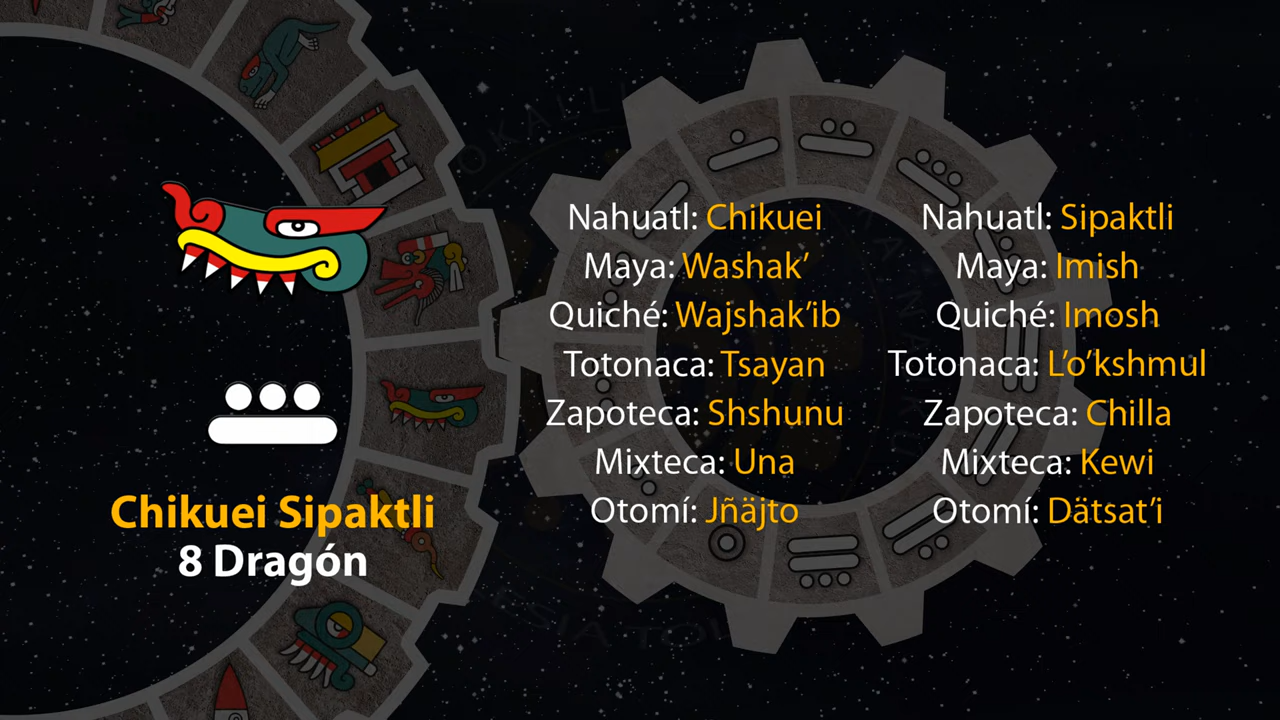 Chikuei Sipaktli
8 Dragón
Nahuatl: Chikuei
Maya: Washak’
Quiché: Wajshak’ib
Totonaca: Tsayan
Zapoteca: Shshunu
Mixteca: Una
Otomí: Jñäjto
Nahuatl: Sipaktli
Maya: Imish
Quiché: Imosh
Totonaca: L’o’kshmul
Zapoteca: Chilla
Mixteca: Kewi
Otomí: Dätsat’i